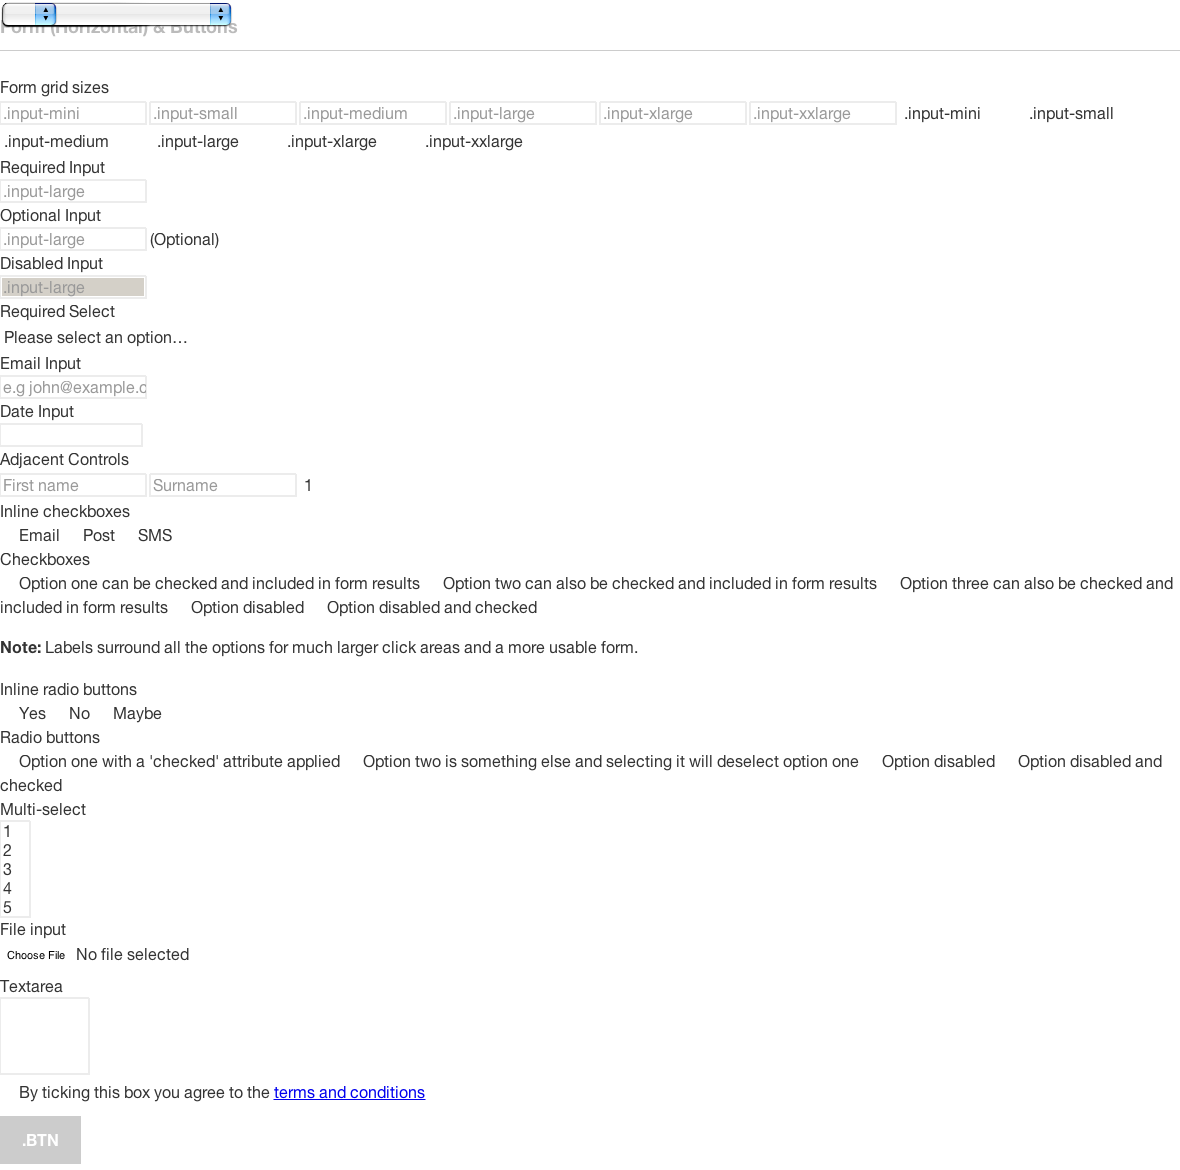 Form (Horizontal) & Buttons
Form grid sizes
.input-mini .input-small .input-medium .input-large .input-xlarge .input-xxlarge .input-mini .input-small
.input-medium .input-large .input-xlarge .input-xxlarge
Required Input
.input-large
Optional Input
.input-large (Optional)
Disabled Input
.input-large
Required Select
Please select an option…
Email Input
e.g john@example.c
Date Input
Adjacent Controls
First name Surname 1
Inline checkboxes
Email Post SMS
Checkboxes
Option one can be checked and included in form results Option two can also be checked and included in form results Option three can also be checked and
included in form results Option disabled Option disabled and checked
Note: Labels surround all the options for much larger click areas and a more usable form.
Inline radio buttons
Yes No Maybe
Radio buttons
Option one with a 'checked' attribute applied Option two is something else and selecting it will deselect option one Option disabled Option disabled and
checked
Multi-select
1
2
3
4
5
File input
Choose File No file selected
Textarea
By ticking this box you agree to the terms and conditions
.BTN